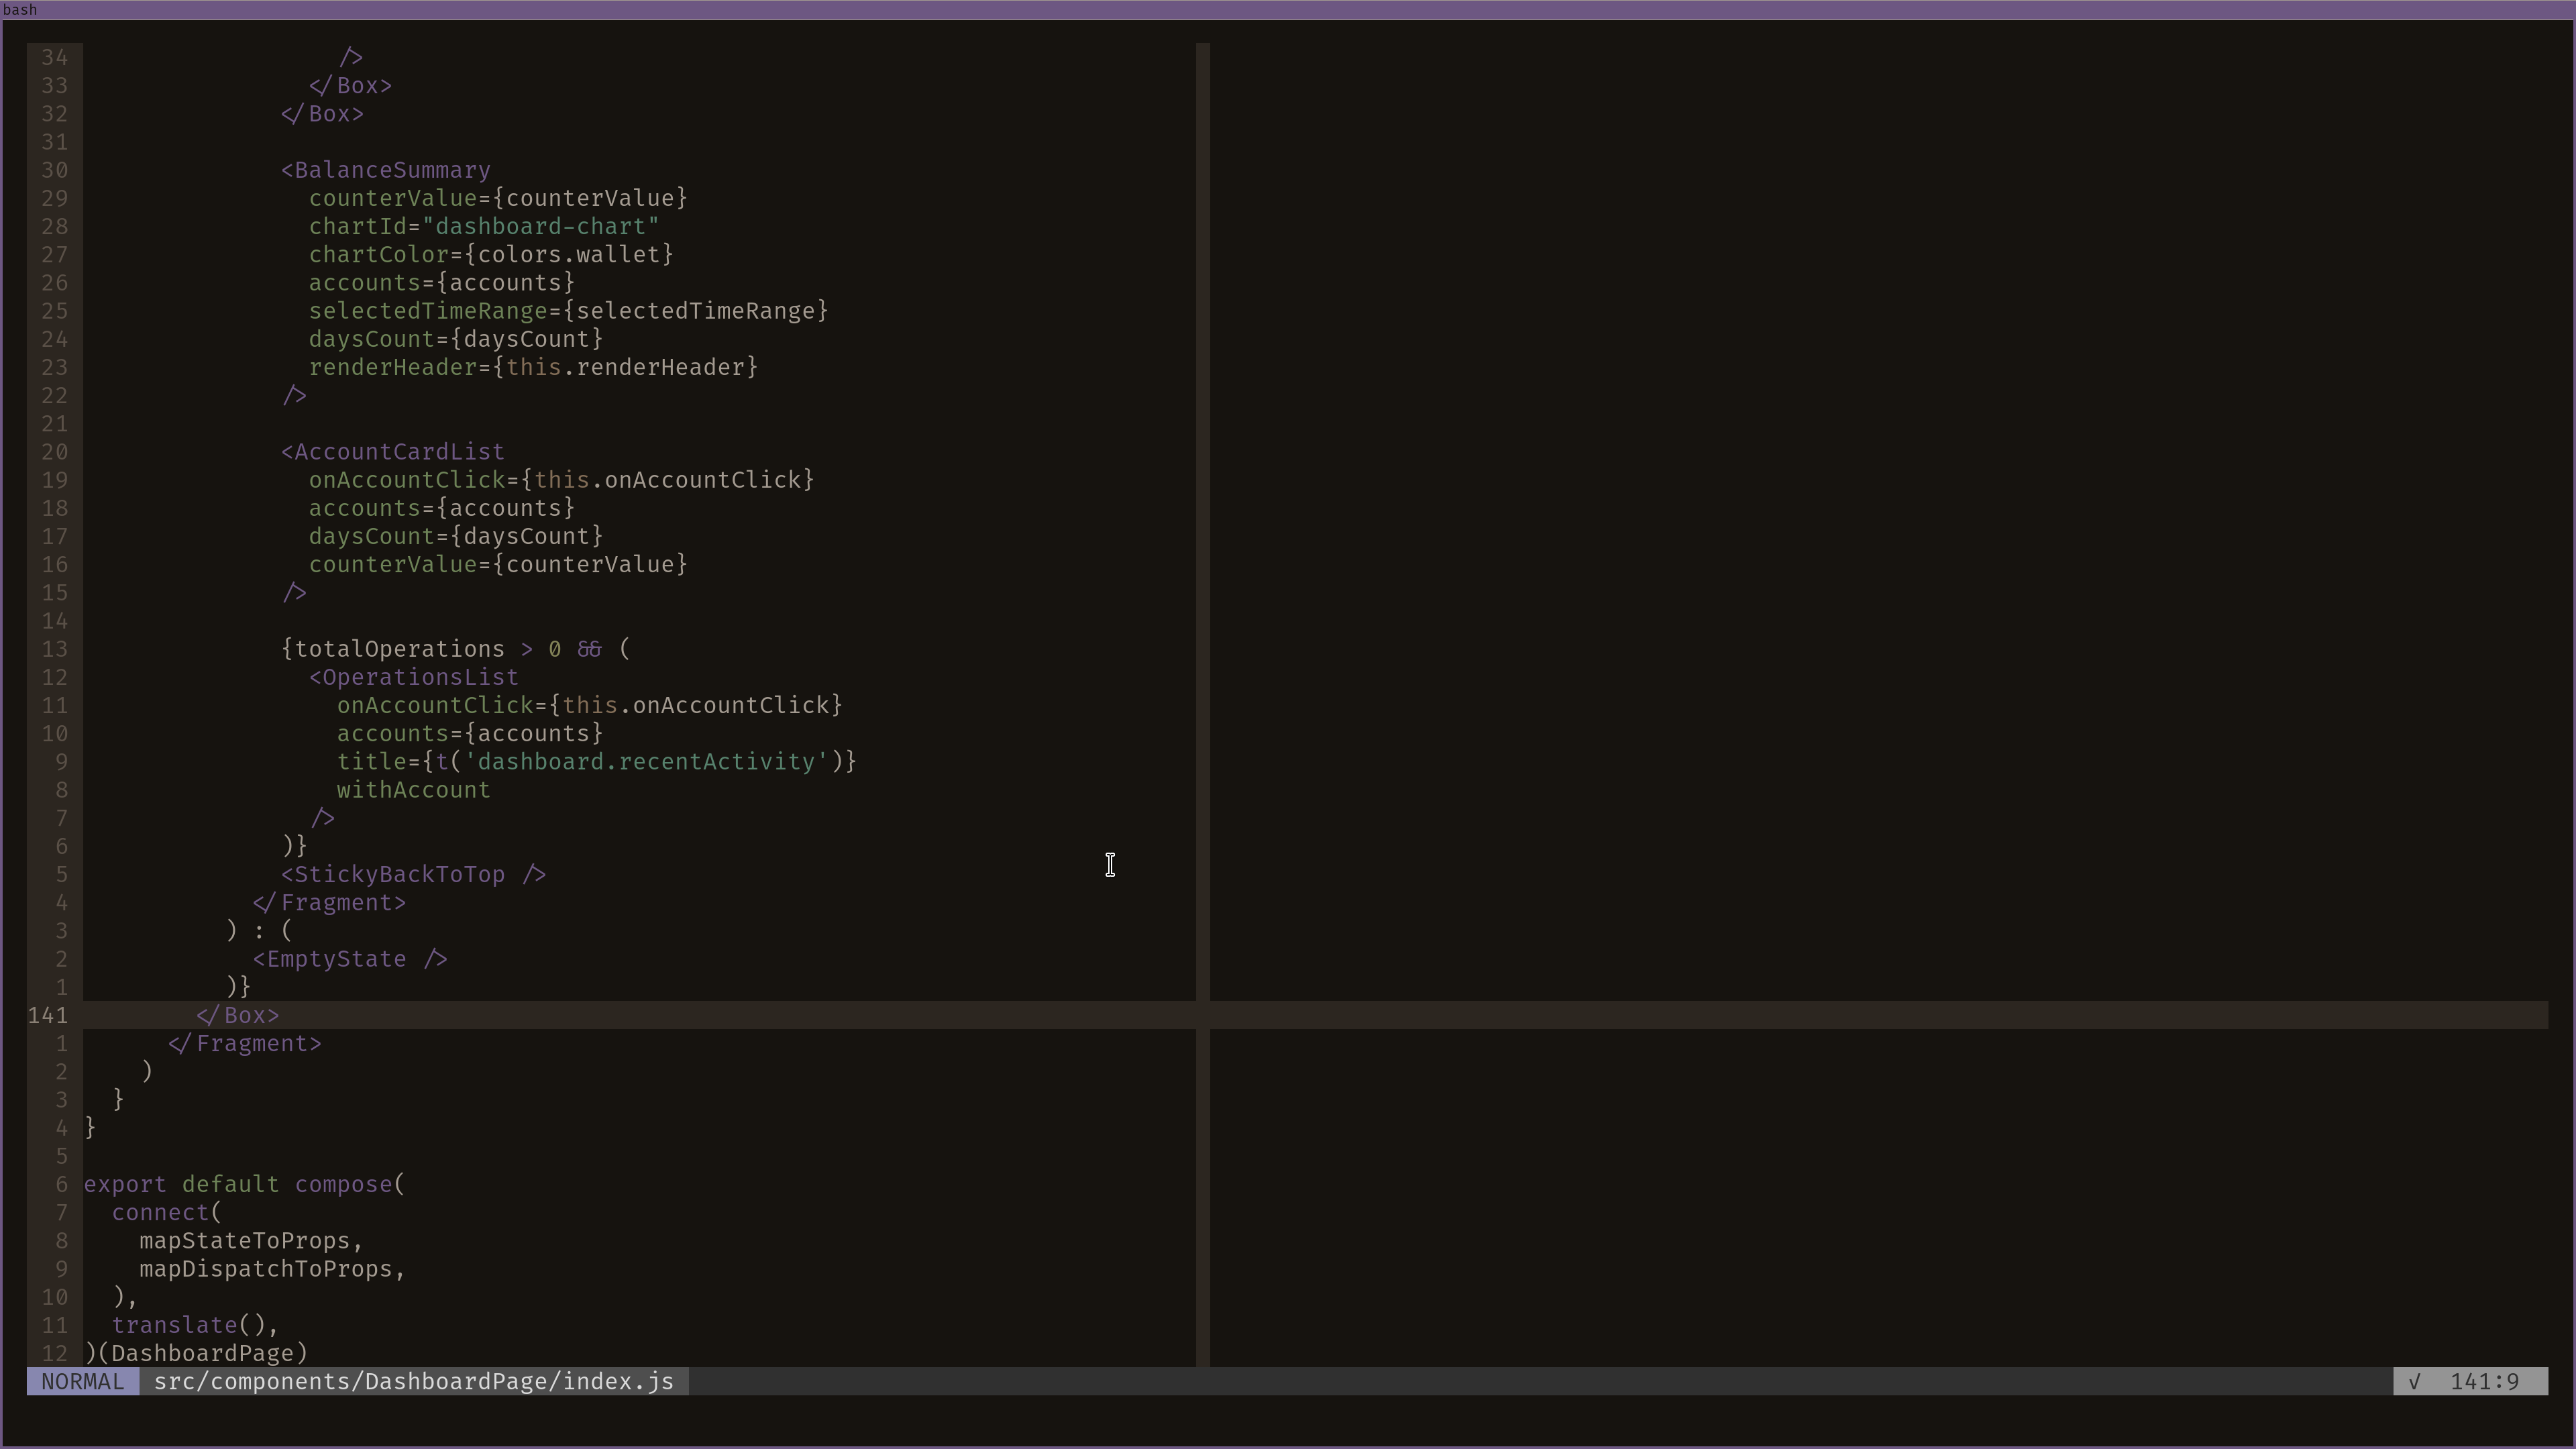 bash
34                   />
33                 </Box>
32               </Box>
31
30               <BalanceSummary
29                 counterValue={counterValue}
28                 chartId="dashboard-chart"
27                 chartColor={colors.wallet}
26                 accounts={accounts}
25                 selectedTimeRange={selectedTimeRange}
24                 daysCount={daysCount}
23                 renderHeader={this.renderHeader}
22               />
21
20               <AccountCardList
19                 onAccountClick={this.onAccountClick}
18                 accounts={accounts}
17                 daysCount={daysCount}
16                 counterValue={counterValue}
15               />
14
13               {totalOperations > 0 && (
12                 <OperationsList
11                   onAccountClick={this.onAccountClick}
10                   accounts={accounts}
9                   title={t('dashboard.recentActivity')}
8                   withAccount
7                 />
6               )}
5               <StickyBackToTop />
4             </Fragment>
3           ) : (
2             <EmptyState />
1           )}
141         </Box>
1       </Fragment>
2     )
3   }
4 }
5
6 export default compose(
7   connect(
8     mapStateToProps,
9     mapDispatchToProps,
10   ),
11   translate(),
12 )(DashboardPage)
NORMAL src/components/DashboardPage/index.js √ 141:9